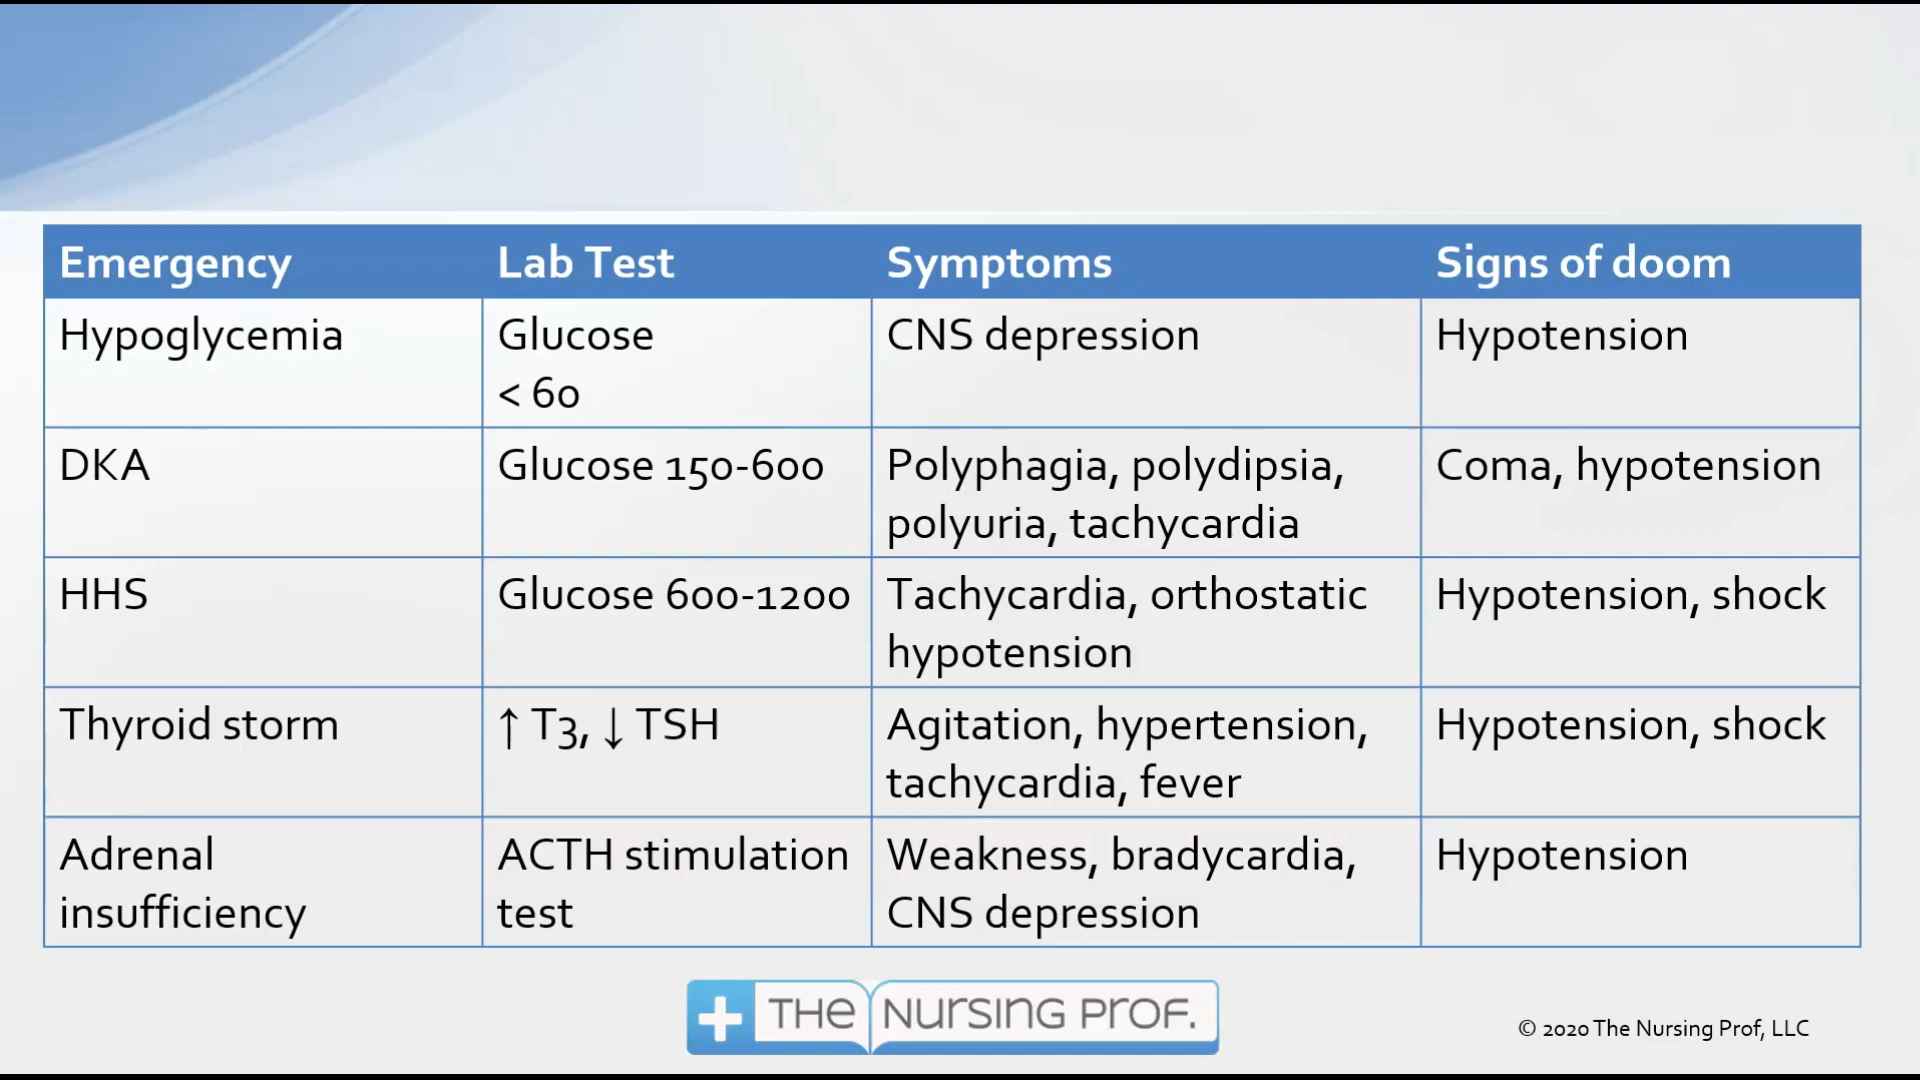 Emergency
Lab Test
Symptoms
Signs of doom
Hypoglycemia
Glucose
< 60
CNS depression
Hypotension
DKA
Glucose 150-600
Polyphagia, polydipsia,
polyuria, tachycardia
Coma, hypotension
HHS
Glucose 600-1200
Tachycardia, orthostatic
hypotension
Hypotension, shock
Thyroid storm
↑ T3, ↓ TSH
Agitation, hypertension,
tachycardia, fever
Hypotension, shock
Adrenal
insufficiency
ACTH stimulation
test
Weakness, bradycardia,
CNS depression
Hypotension
THE NURSING PROF.
© 2020 The Nursing Prof, LLC